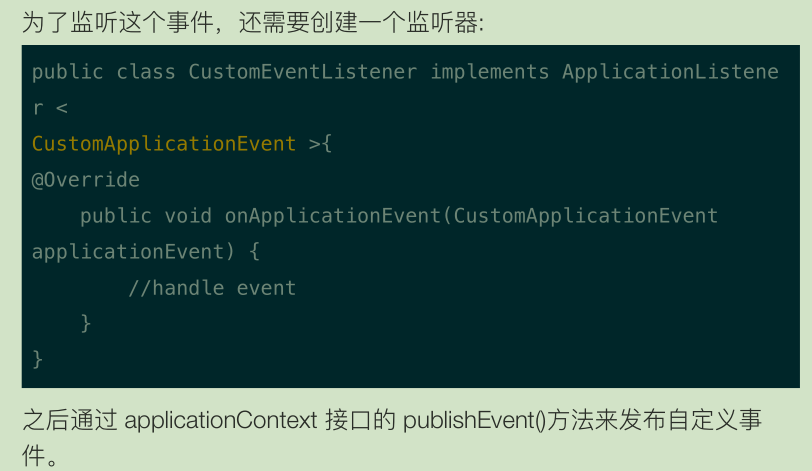 为了监听这个事件，还需要创建一个监听器:
public class CustomEventListener implements ApplicationListene
r <
CustomApplicationEvent >{
@Override
    public void onApplicationEvent(CustomApplicationEvent
applicationEvent) {
        //handle event
    }
}
之后通过 applicationContext 接口的 publishEvent()方法来发布自定义事
件。